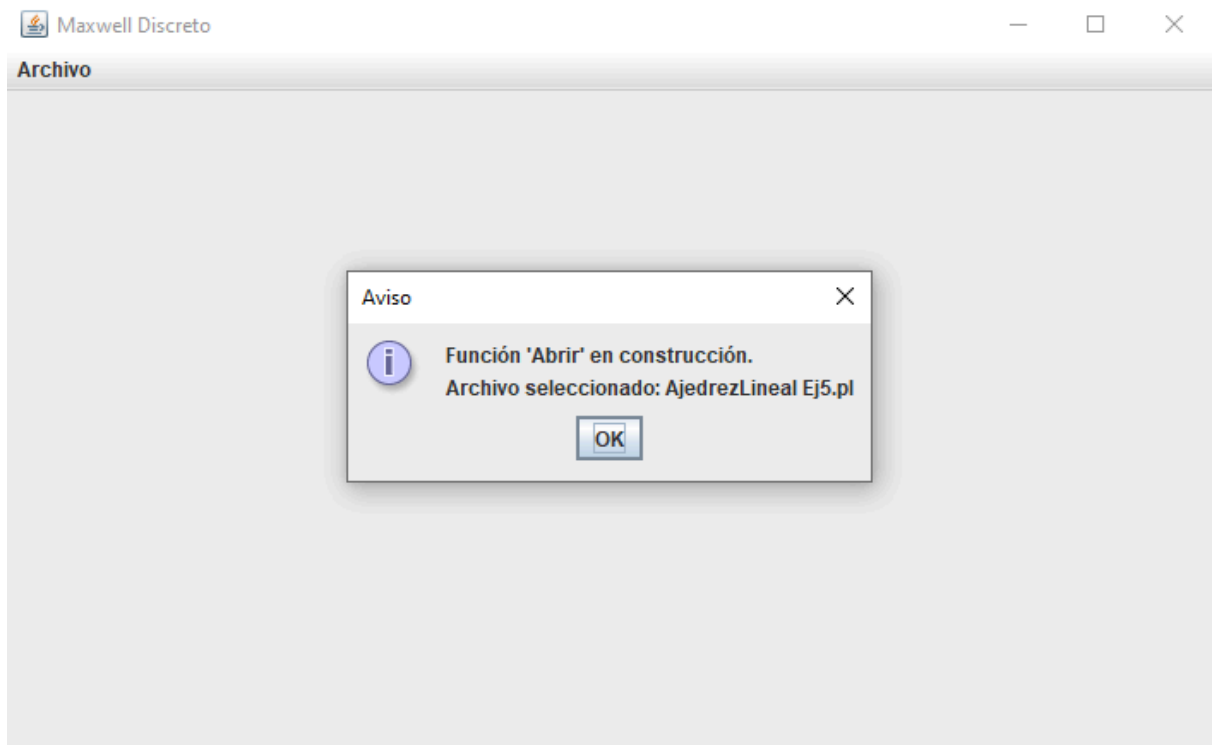 Maxwell Discreto
Archivo
Aviso
Función 'Abrir' en construcción.
Archivo seleccionado: AjedrezLineal Ej5.pl
OK